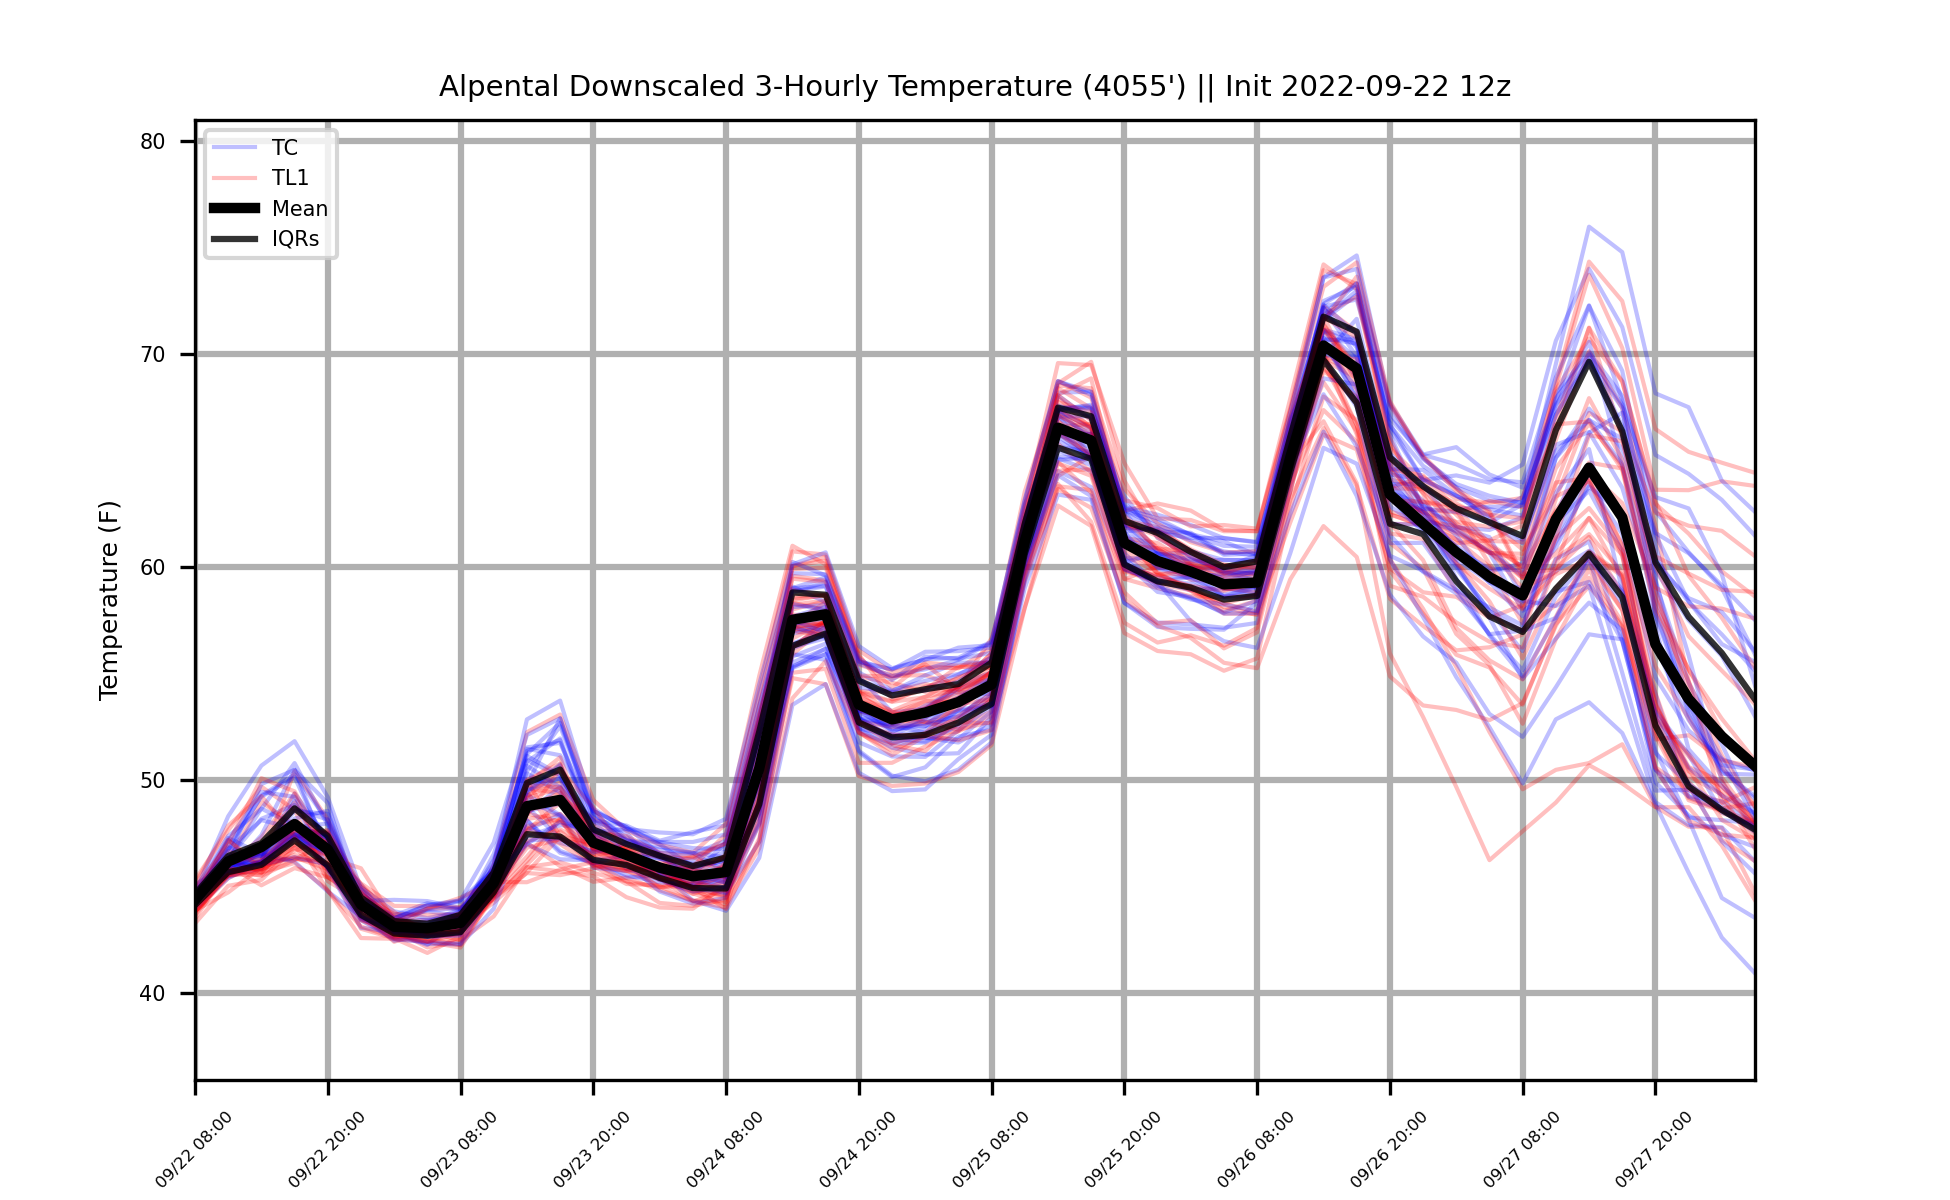 Alpental Downscaled 3-Hourly Temperature (4055') || Init 2022-09-22 12z
TC
TL1
Mean
IQRs
Temperature (F)
80
70
60
50
40
09/22 08:00
09/22 20:00
09/23 08:00
09/23 20:00
09/24 08:00
09/24 20:00
09/25 08:00
09/25 20:00
09/26 08:00
09/26 20:00
09/27 08:00
09/27 20:00